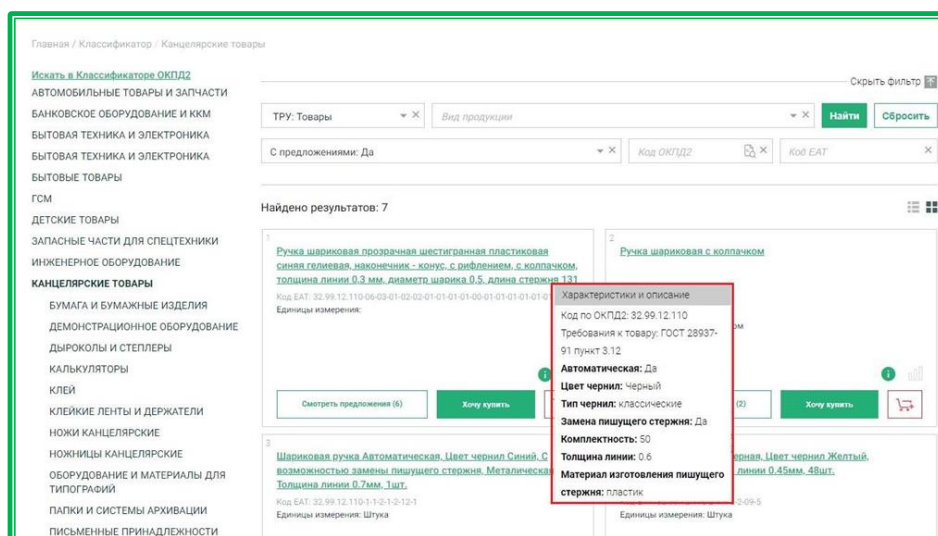 Главная / Классификатор / Канцелярские товары
Искать в Классификаторе ОКПД2
АВТОМОБИЛЬНЫЕ ТОВАРЫ И ЗАПЧАСТИ
БАНКОВСКОЕ ОБОРУДОВАНИЕ И ККМ
БЫТОВАЯ ТЕХНИКА И ЭЛЕКТРОНИКА
БЫТОВАЯ ТЕХНИКА И ЭЛЕКТРОНИКА
БЫТОВЫЕ ТОВАРЫ
ГСМ
ДЕТСКИЕ ТОВАРЫ
ЗАПАСНЫЕ ЧАСТИ ДЛЯ СПЕЦТЕХНИКИ
ИНЖЕНЕРНОЕ ОБОРУДОВАНИЕ
КАНЦЕЛЯРСКИЕ ТОВАРЫ
БУМАГА И БУМАЖНЫЕ ИЗДЕЛИЯ
ДЕМОНСТРАЦИОННОЕ ОБОРУДОВАНИЕ
ДЫРОКОЛЫ И СТЕПЛЕРЫ
КАЛЬКУЛЯТОРЫ
КЛЕЙ
КЛЕЙКИЕ ЛЕНТЫ И ДЕРЖАТЕЛИ
НОЖИ КАНЦЕЛЯРСКИЕ
НОЖНИЦЫ КАНЦЕЛЯРСКИЕ
ОБОРУДОВАНИЕ И МАТЕРИАЛЫ ДЛЯ
ТИПОГРАФИЙ
ПАПКИ И СИСТЕМЫ АРХИВАЦИИ
ПИСЬМЕННЫЕ ПРИНАДЛЕЖНОСТИ
Скрыть фильтр
ТРУ: Товары
Вид продукции
Найти
Сбросить
С предложениями: Да
Код ОКПД2
Код ЕАТ
Найдено результатов: 7
1
Ручка шариковая прозрачная шестигранная пластиковая
синяя гелиевая, наконечник - конус, с рифлением, с колпачком,
толщина линии 0,3 мм, диаметр шарика 0,5, длина стержня 131
Код ЕАТ: 32.99.12.110-06-03-01-02-02-01-01-01-01-00-01-01-01-01-01-01
Единицы измерения:
Смотреть предложения (6)
Хочу купить
2
Ручка шариковая с колпачком
ом
(2)
Хочу купить
Характеристики и описание
Код по ОКПД2: 32.99.12.110
Требования к товару: ГОСТ 28937-
91 пункт 3.12
Автоматическая: Да
Цвет чернил: Черный
Тип чернил: классические
Замена пишущего стержня: Да
Комплектность: 50
Толщина линии: 0.6
Материал изготовления пишущего
стержня: пластик
3
Шариковая ручка Автоматическая, Цвет чернил Синий, С
возможностью замены пишущего стержня, Металическая
Толщина линии 0.7мм, 1шт.
Код ЕАТ: 32.99.12.110-1-1-2-1-2-12-1
Единицы измерения: Штука
ерная, Цвет чернил Желтый,
линии 0.45мм, 48шт.
-2-09-5
Единицы измерения: Штука